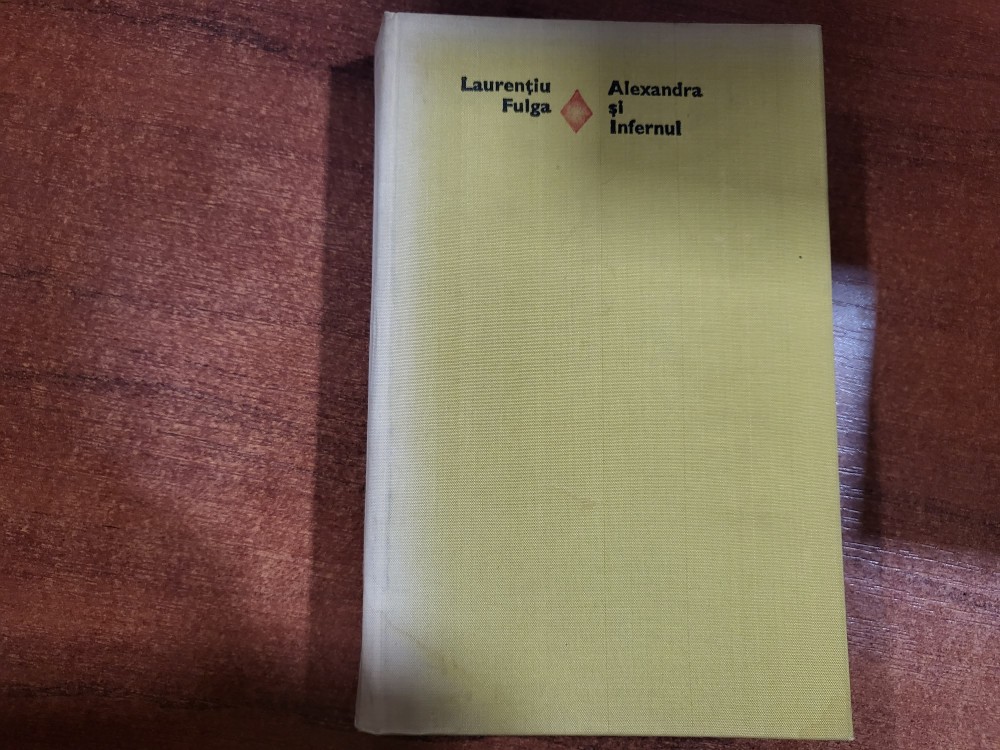 Laurențiu
Fulga
Alexandra
și
Infernul